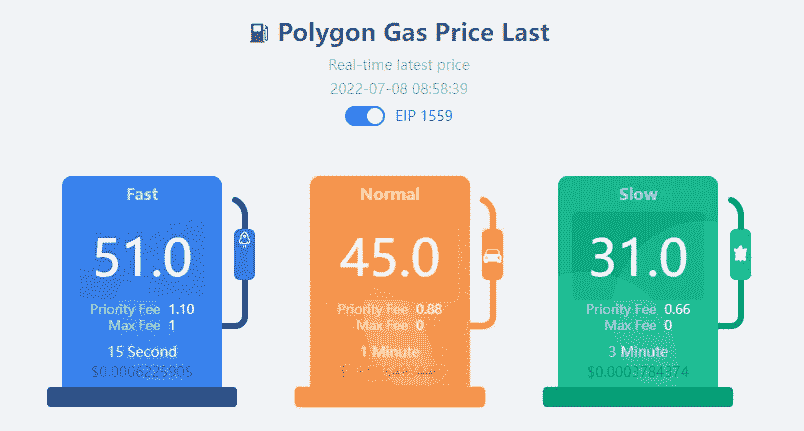 Polygon Gas Price Last
Real-time latest price
2022-07-08 08:58:39
EIP 1559
Fast
51.0
Priority Fee 1.10
Max Fee 1
15 Second
$0.0006225905
Normal
45.0
Priority Fee 0.88
Max Fee 0
1 Minute
Slow
31.0
Priority Fee 0.66
Max Fee 0
3 Minute
$0.0003784374